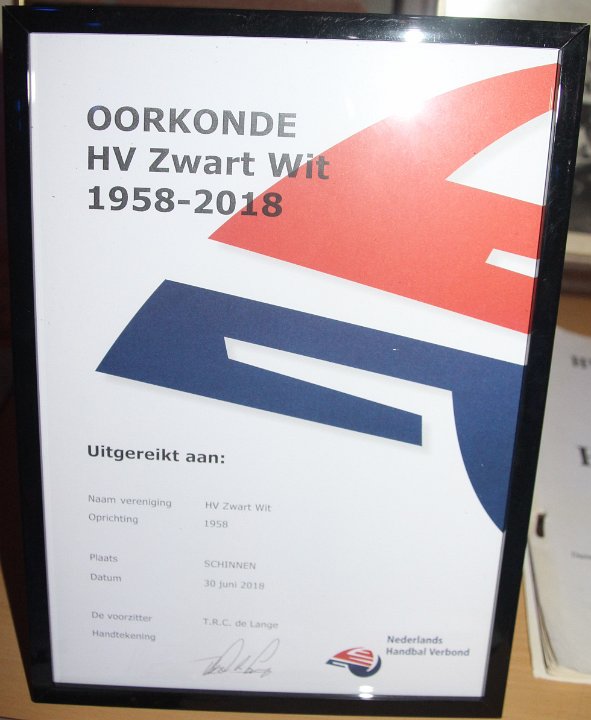 OORKONDE
HV Zwart Wit
1958-2018
Uitgereikt aan:
Naam vereniging HV Zwart Wit
Oprichting 1958
Plaats SCHINNEN
Datum 30 juni 2018
De voorzitter T.R.C. de Lange
Handtekening
Nederlands
Handbal Verbond